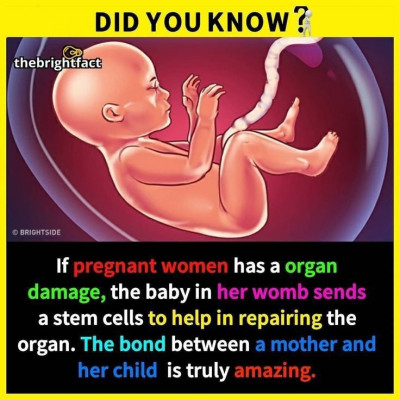 DID YOU KNOW?
thebrightfact
© BRIGHTSIDE
If pregnant women has a organ
damage, the baby in her womb sends
a stem cells to help in repairing the
organ. The bond between a mother and
her child is truly amazing.